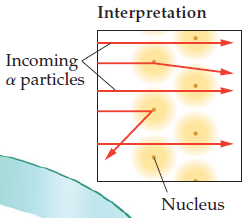 Interpretation
Incoming
α particles
Nucleus